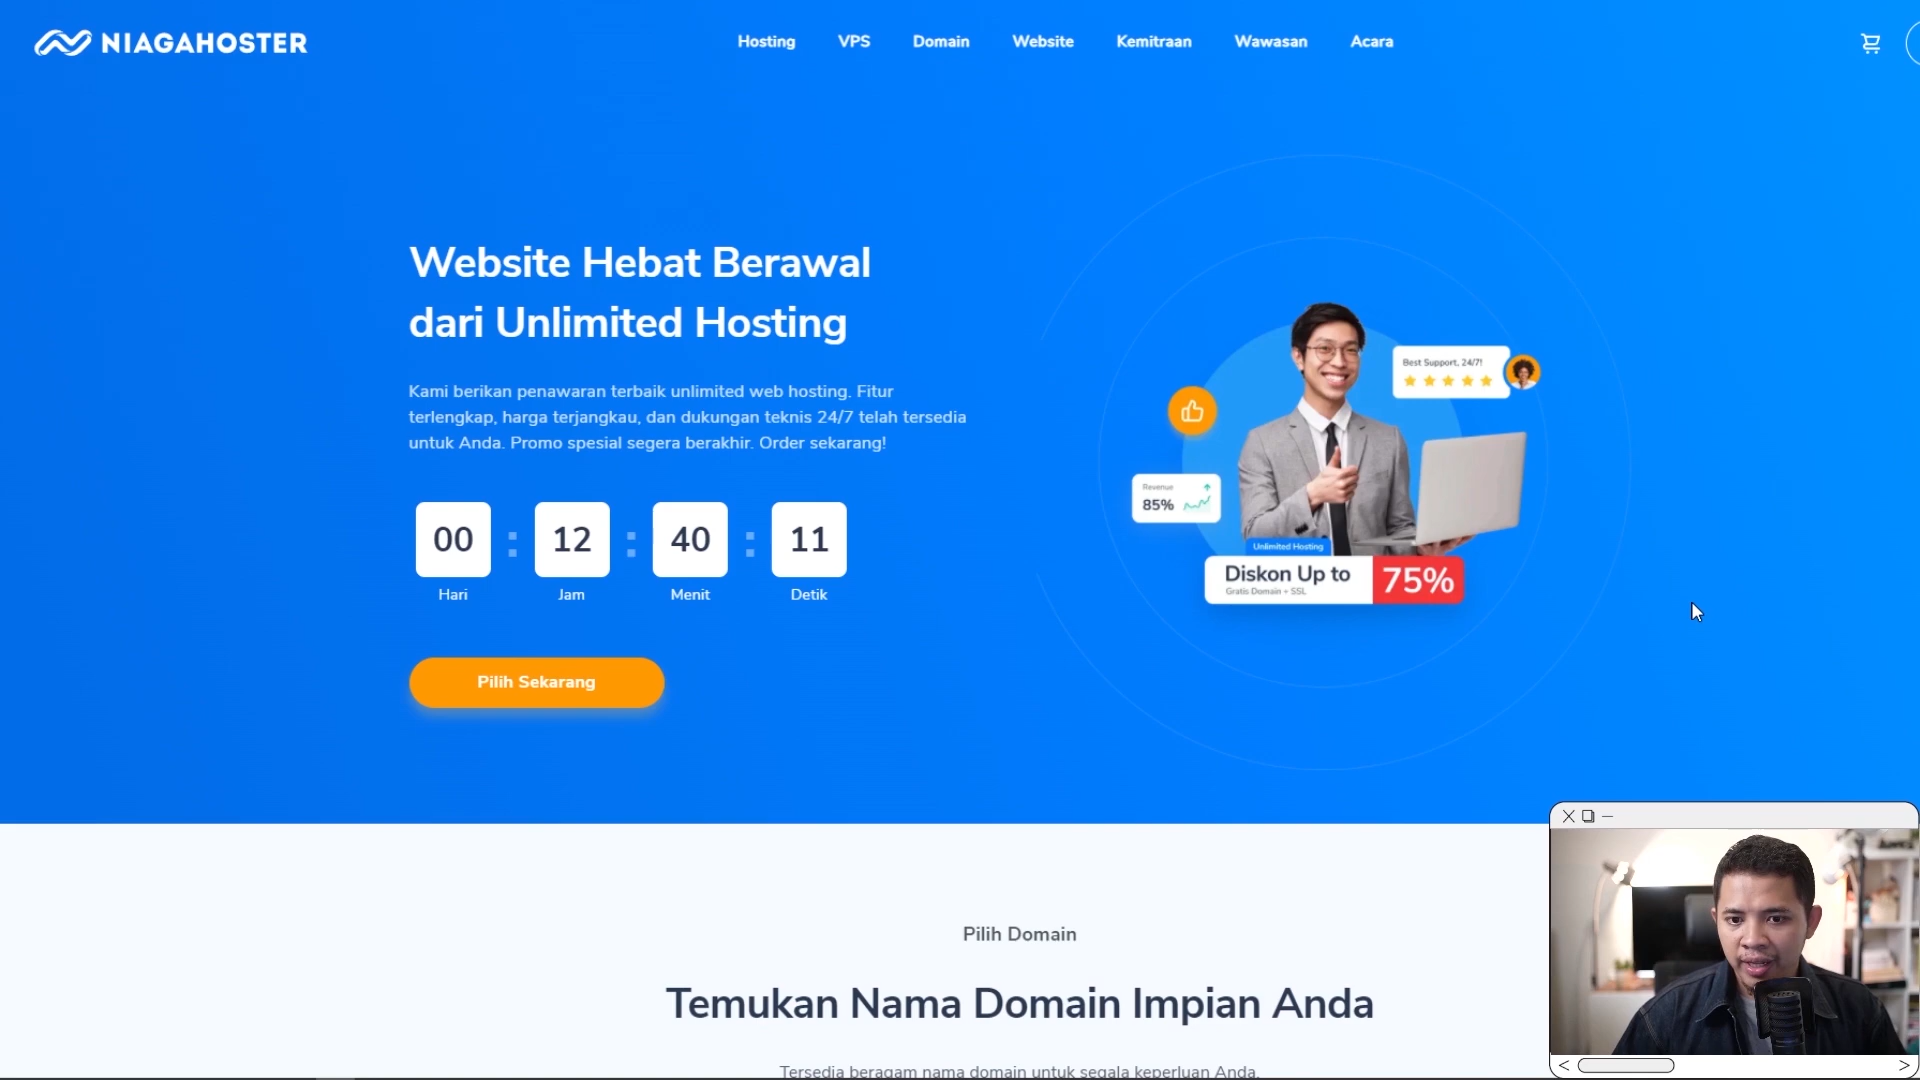 NIAGAHOSTER
Hosting VPS Domain Website Kemitraan Wawasan Acara
Website Hebat Berawal
dari Unlimited Hosting
Kami berikan penawaran terbaik unlimited web hosting. Fitur
terlengkap, harga terjangkau, dan dukungan teknis 24/7 telah tersedia
untuk Anda. Promo spesial segera berakhir. Order sekarang!
00 : 12 : 40 : 11
Hari Jam Menit Detik
Pilih Sekarang
Best Support, 24/7!
Revenue
85%
Unlimited Hosting
Diskon Up to 75%
Gratis Domain + SSL
Pilih Domain
Temukan Nama Domain Impian Anda
Tersedia beragam nama domain untuk segala keperluan Anda.